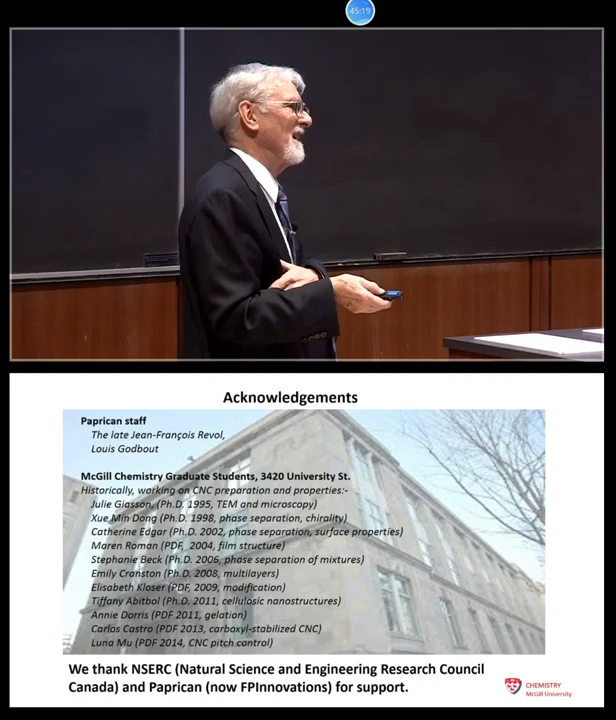 45:19
Acknowledgements
Paprican staff
The late Jean-François Revol,
Louis Godbout
McGill Chemistry Graduate Students, 3420 University St.
Historically, working on CNC preparation and properties:-
Julie Giasson, (Ph.D. 1995, TEM and microscopy)
Xue Min Dong (Ph.D. 1998, phase separation, chirality)
Catherine Edgar (Ph.D. 2002, phase separation, surface properties)
Maren Roman (PDF, 2004, film structure)
Stephanie Beck (Ph.D. 2006, phase separation of mixtures)
Emily Cranston (Ph.D. 2008, multilayers)
Elisabeth Kloser (PDF, 2009, modification)
Tiffany Abitbol (Ph.D. 2011, cellulosic nanostructures)
Annie Dorris (PDF 2011, gelation)
Carlos Castro (PDF 2013, carboxyl-stabilized CNC)
Luna Mu (PDF 2014, CNC pitch control)
We thank NSERC (Natural Science and Engineering Research Council
Canada) and Paprican (now FPInnovations) for support.
CHEMISTRY
McGill University